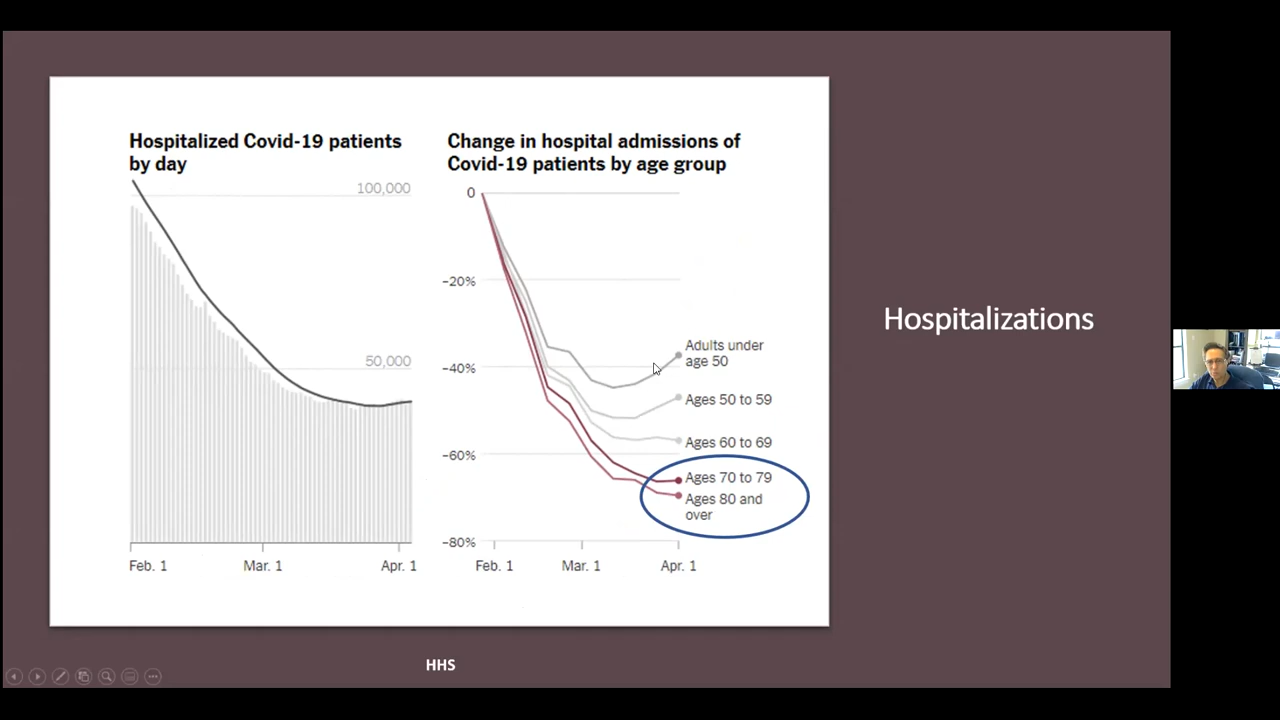 Hospitalized Covid-19 patients
by day
100,000
50,000
Feb. 1
Mar. 1
Apr. 1
Change in hospital admissions of
Covid-19 patients by age group
0
-20%
-40%
-60%
-80%
Adults under
age 50
Ages 50 to 59
Ages 60 to 69
Ages 70 to 79
Ages 80 and
over
Feb. 1
Mar. 1
Apr. 1
Hospitalizations
HHS